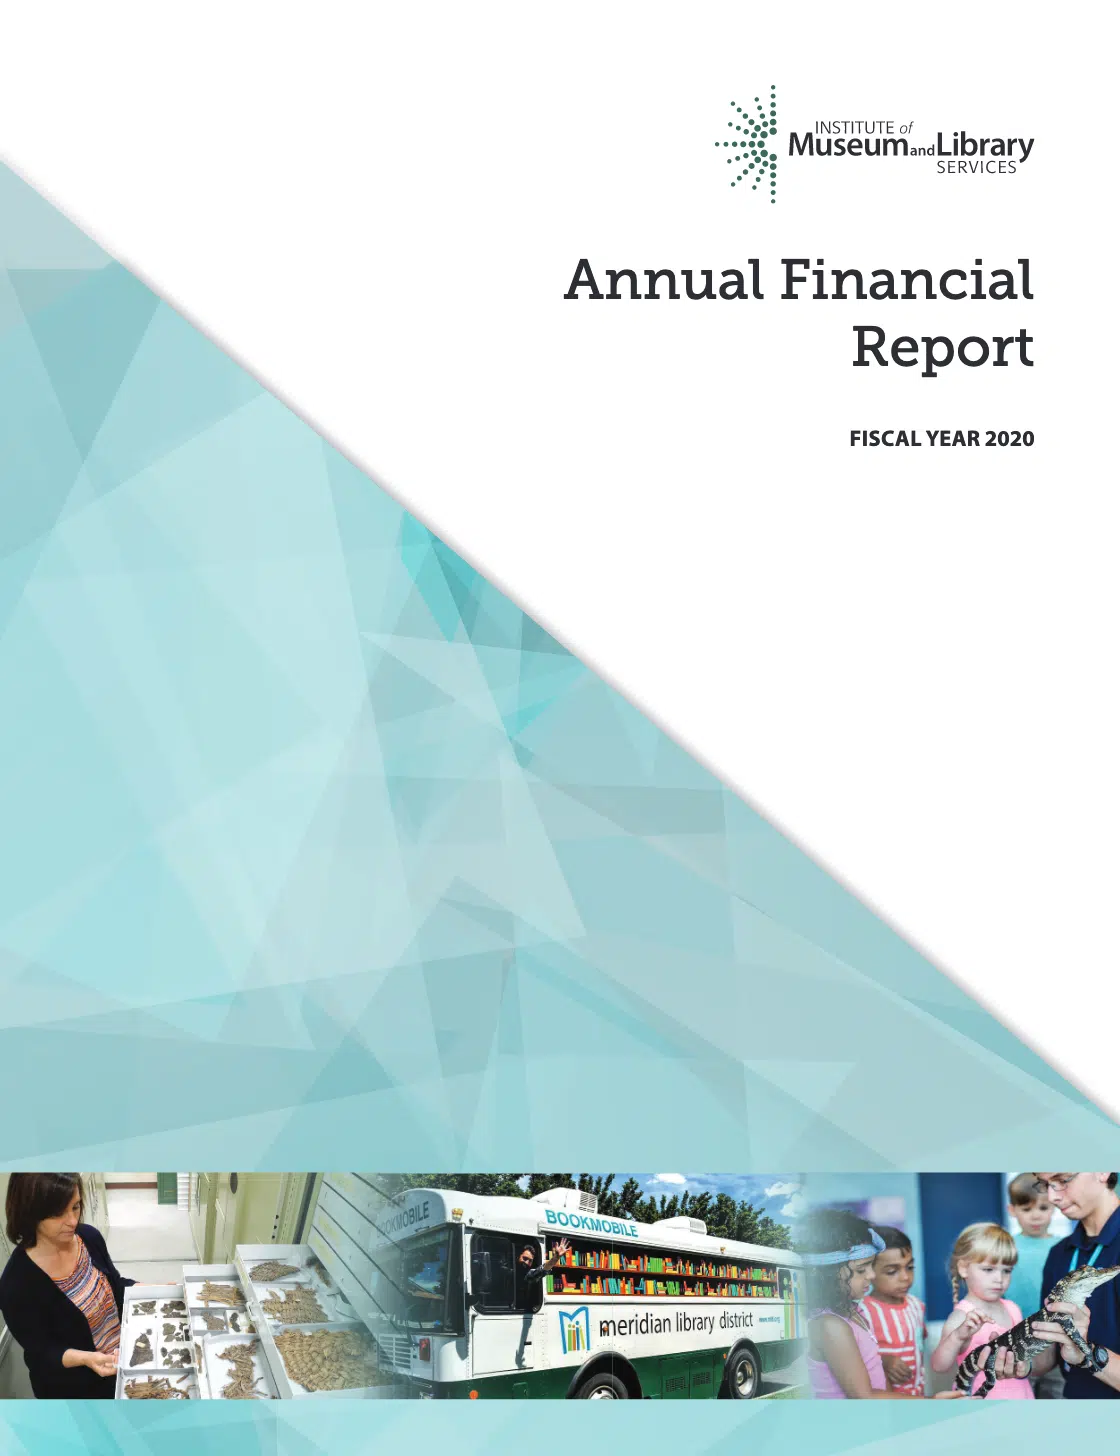 INSTITUTE of
Museum and Library
SERVICES
Annual Financial
Report
FISCAL YEAR 2020
BOOKMOBILE
BOOKMOBILE
meridian library district